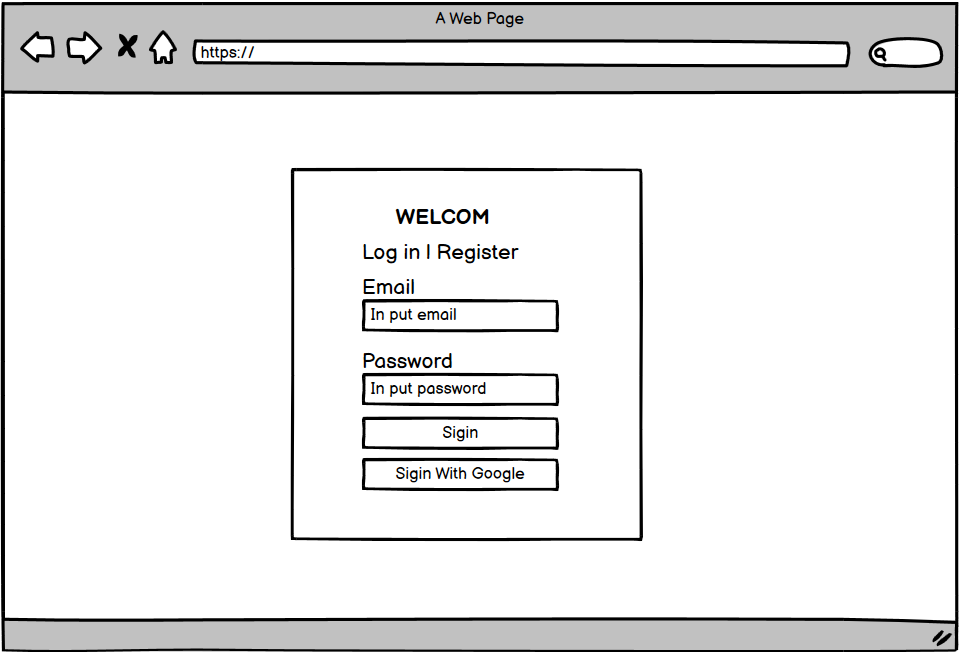 A Web Page
https://
WELCOM
Log in | Register
Email
In put email
Password
In put password
Sigin
Sigin With Google